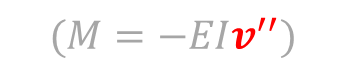 (M = −EIv′′)